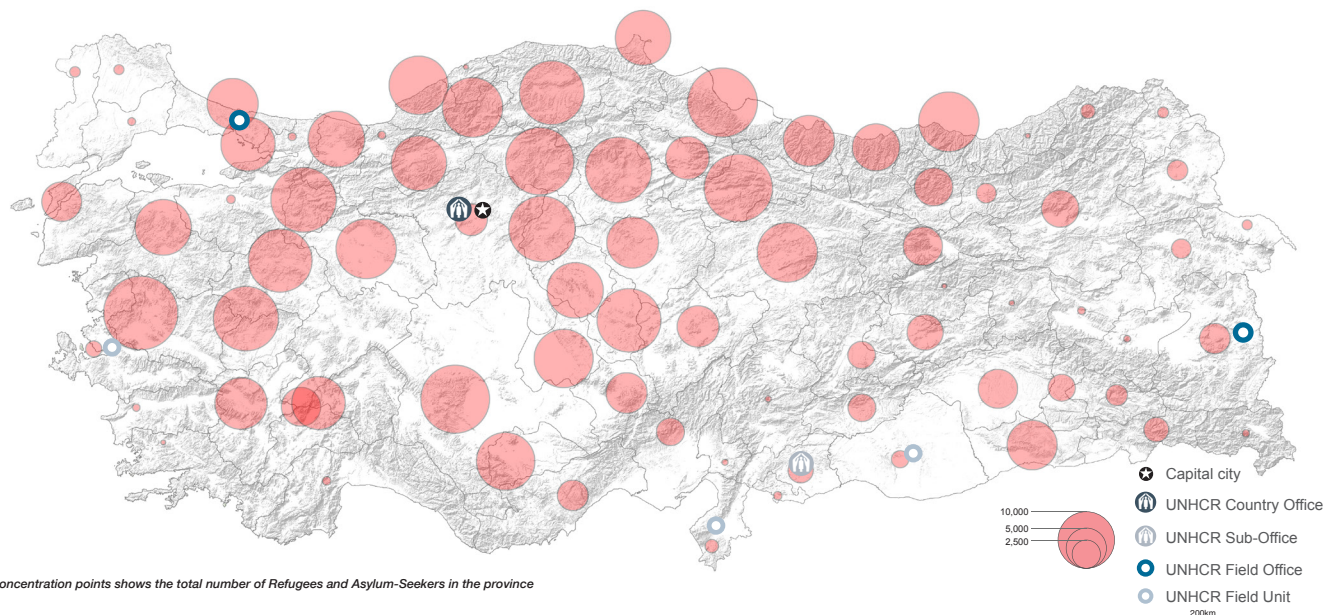 Capital city
UNHCR Country Office
10,000
5,000
2,500
UNHCR Sub-Office
UNHCR Field Office
oncentration points shows the total number of Refugees and Asylum-Seekers in the province
UNHCR Field Unit
200km